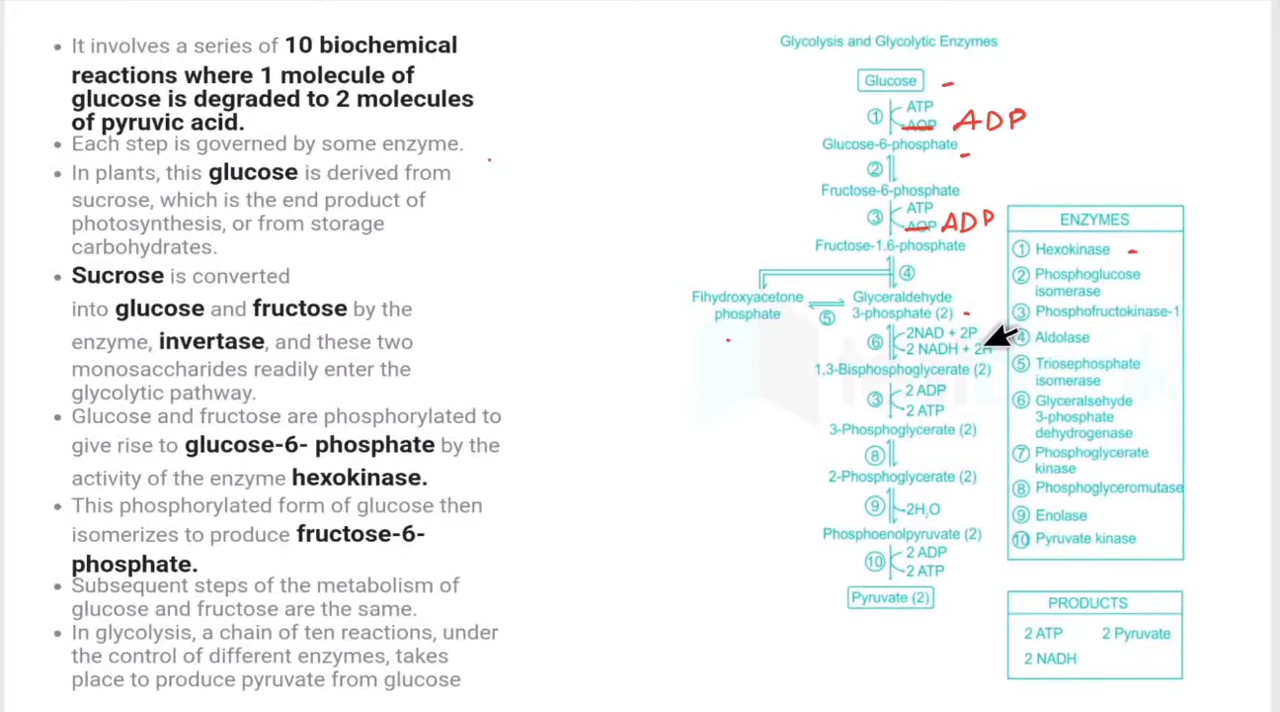 • It involves a series of 10 biochemical
reactions where 1 molecule of
glucose is degraded to 2 molecules
of pyruvic acid.
• Each step is governed by some enzyme.
• In plants, this glucose is derived from
sucrose, which is the end product of
photosynthesis, or from storage
carbohydrates.
• Sucrose is converted
into glucose and fructose by the
enzyme, invertase, and these two
monosaccharides readily enter the
glycolytic pathway.
• Glucose and fructose are phosphorylated to
give rise to glucose-6- phosphate by the
activity of the enzyme hexokinase.
• This phosphorylated form of glucose then
isomerizes to produce fructose-6-
phosphate.
• Subsequent steps of the metabolism of
glucose and fructose are the same.
• In glycolysis, a chain of ten reactions, under
the control of different enzymes, takes
place to produce pyruvate from glucose
Glycolysis and Glycolytic Enzymes
Glucose
① ATP
AOP ADP
Glucose-6-phosphate
②
Fructose-6-phosphate
③ ATP
AOP ADP
Fructose-1.6-phosphate
④
Fihydroxyacetone
phosphate
⑤
Glyceraldehyde
3-phosphate (2)
⑥ 2NAD + 2P
2 NADH +
1,3-Bisphosphoglycerate (2)
③ 2 ADP
2 ATP
3-Phosphoglycerate (2)
⑧
2-Phosphoglycerate (2)
⑨ 2H₂O
Phosphoenolpyruvate (2)
⑩ 2 ADP
2 ATP
Pyruvate (2)
ENZYMES
① Hexokinase
② Phosphoglucose
isomerase
③ Phosphofructokinase-1
④ Aldolase
⑤ Triosephosphate
isomerase
⑥ Glyceralsehyde
3-phosphate
dehydrogenase
⑦ Phosphoglycerate
kinase
⑧ Phosphoglyceromutase
⑨ Enolase
⑩ Pyruvate kinase
PRODUCTS
2 ATP 2 Pyruvate
2 NADH